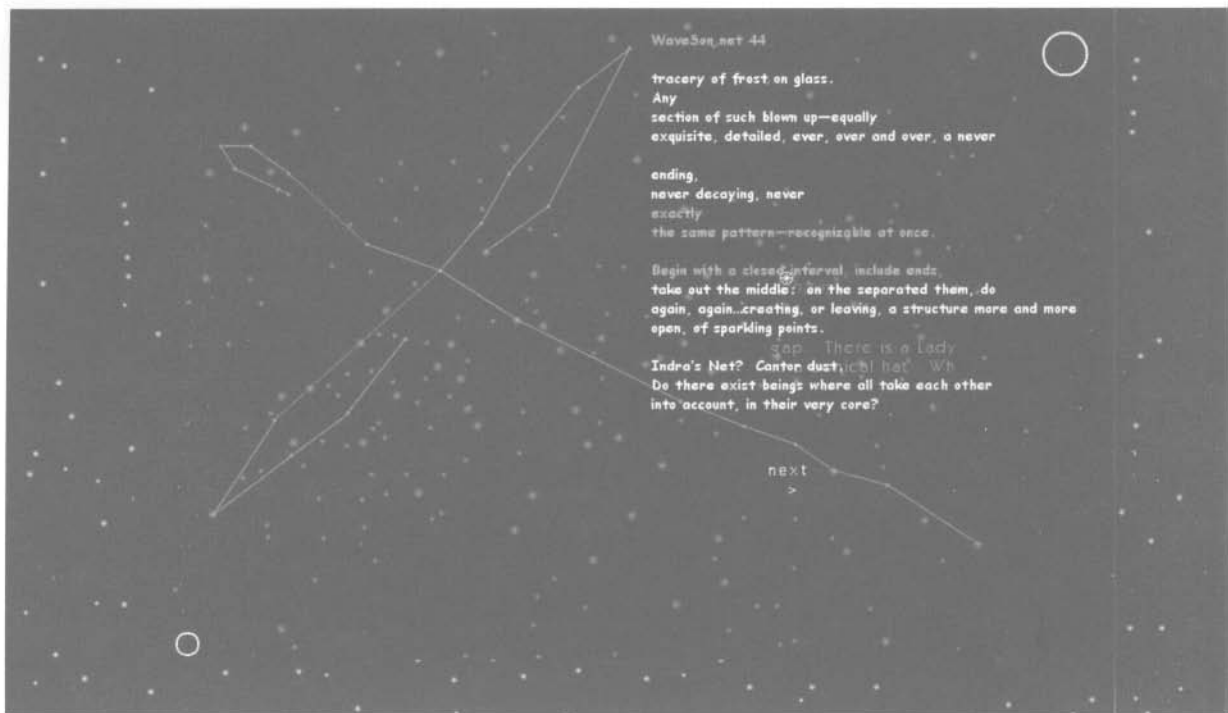 WaveSon.net 44
tracery of frost on glass.
Any
section of such blown up—equally
exquisite, detailed, ever, over and over, a never
ending,
never decaying, never
exactly
the same pattern—recognizable at once.
Begin with a closed interval, include ends,
take out the middle: on the separated them, do
again, again...creating, or leaving, a structure more and more
open, of sparkling points.
gap There is a Lady
Indra's Net? Cantor dust,
hat Wh
Do there exist beings where all take each other
into account, in their very core?
next
>